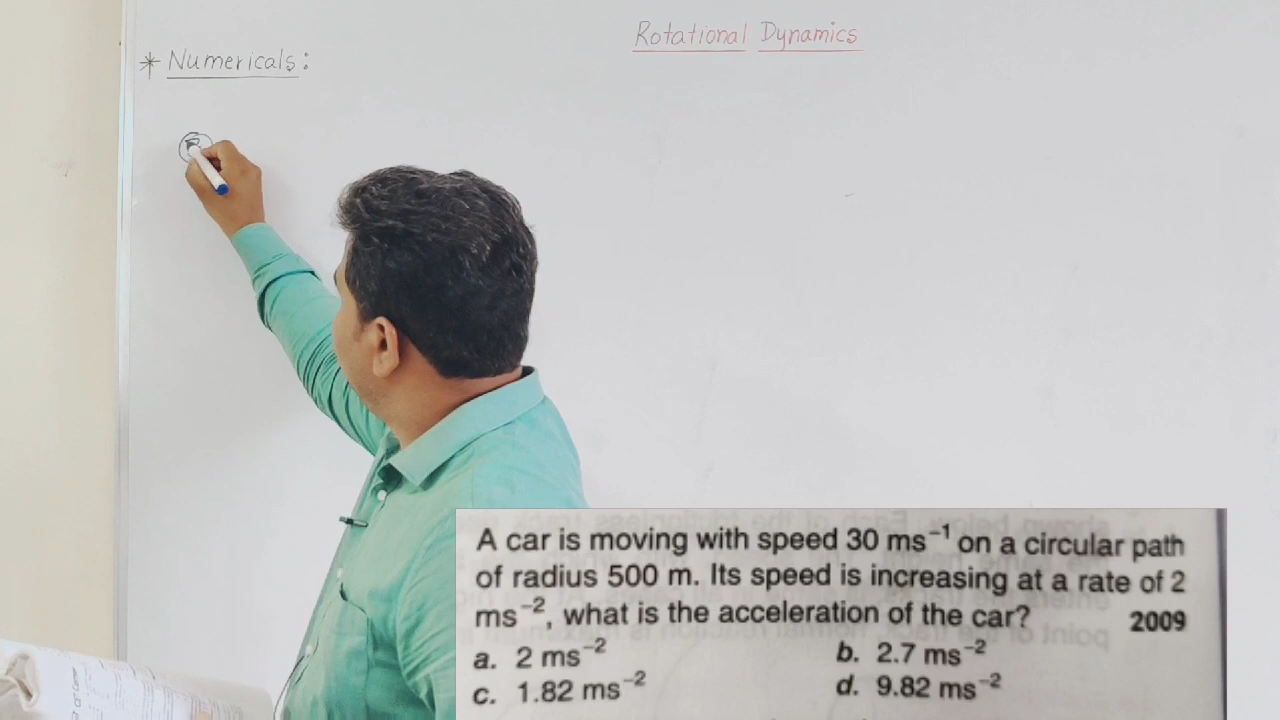 Rotational Dynamics
* Numericals:
A car is moving with speed 30 ms⁻¹ on a circular path
of radius 500 m. Its speed is increasing at a rate of 2
ms⁻², what is the acceleration of the car? 2009
a. 2 ms⁻² b. 2.7 ms⁻²
c. 1.82 ms⁻² d. 9.82 ms⁻²